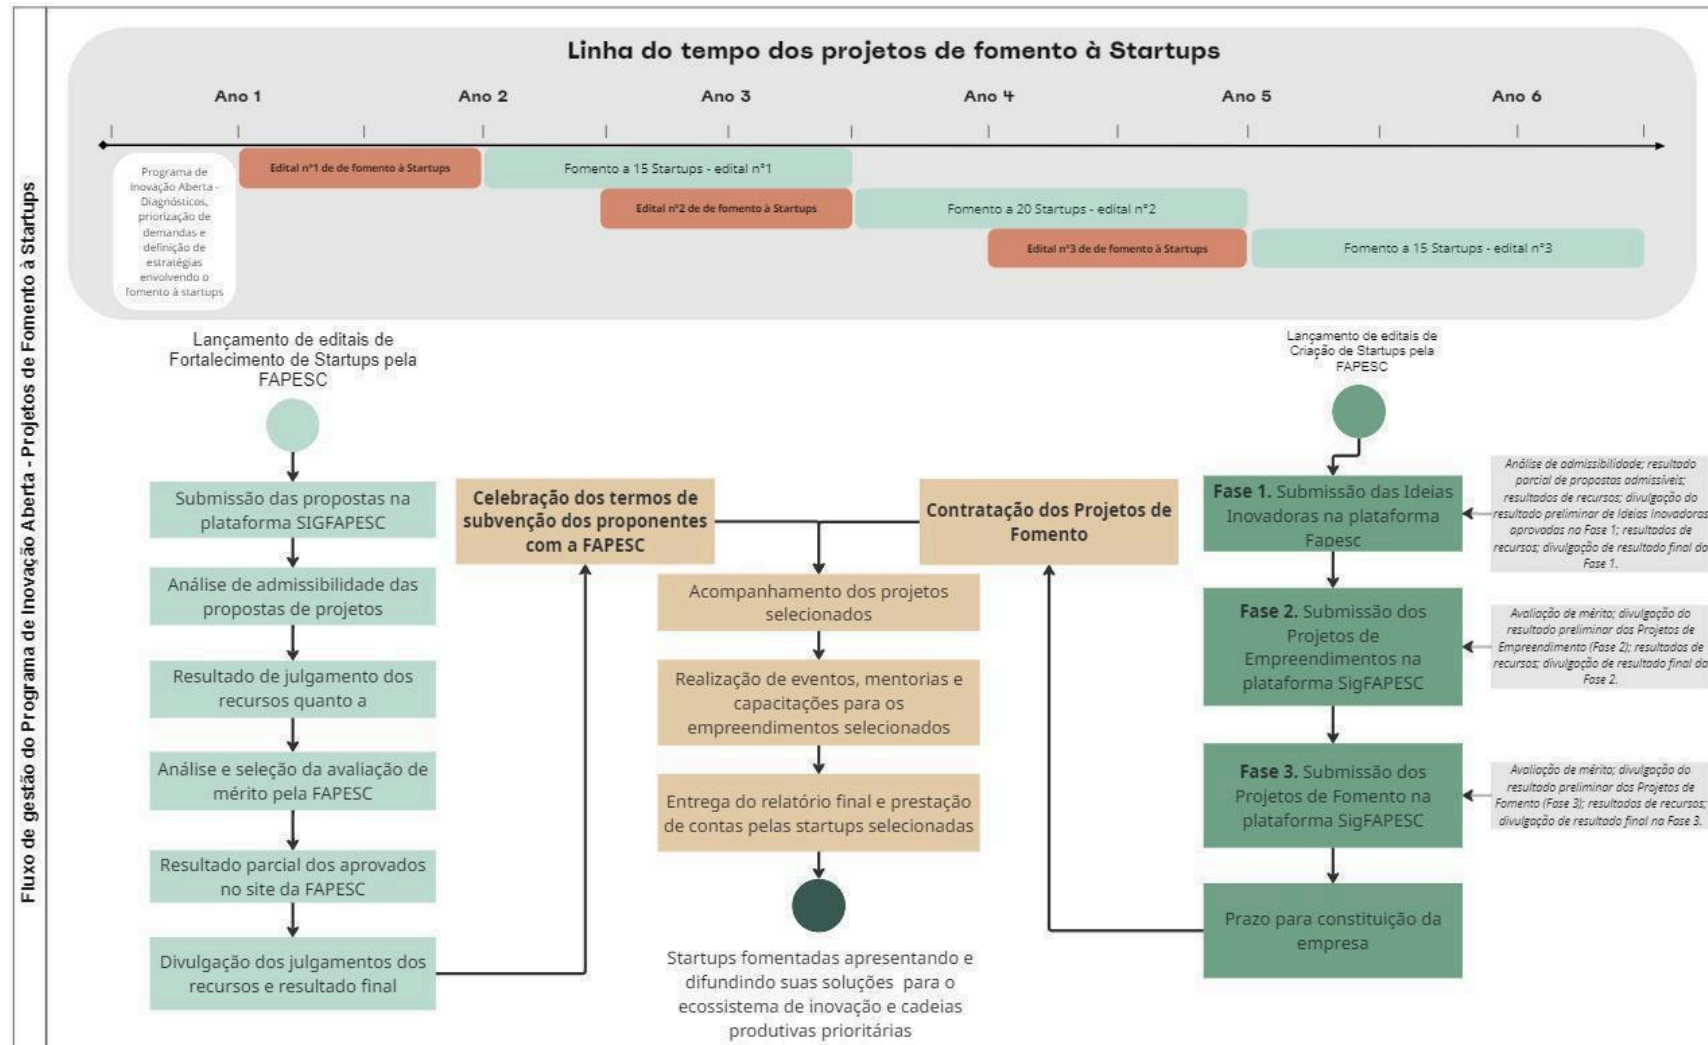 Fluxo de gestão do Programa de Inovação Aberta - Projetos de Fomento à Startups
Linha do tempo dos projetos de fomento à Startups
Ano 1
Ano 2
Ano 3
Ano 4
Ano 5
Ano 6
Programa de
Inovação Aberta -
Diagnósticos,
priorização de
demandas e
definição de
estratégias
envolvendo o
fomento à startups
Edital nº1 de de fomento à Startups
Fomento a 15 Startups - edital n°1
Edital nº2 de de fomento à Startups
Fomento a 20 Startups - edital n°2
Edital nº3 de de fomento à Startups
Fomento a 15 Startups - edital n°3
Lançamento de editais de
Fortalecimento de Startups pela
FAPESC
Submissão das propostas na
plataforma SIGFAPESC
Análise de admissibilidade das
propostas de projetos
Resultado de julgamento dos
recursos quanto a
Análise e seleção da avaliação de
mérito pela FAPESC
Resultado parcial dos aprovados
no site da FAPESC
Divulgação dos julgamentos dos
recursos e resultado final
Celebração dos termos de
subvenção dos proponentes
com a FAPESC
Contratação dos Projetos de
Fomento
Acompanhamento dos projetos
selecionados
Realização de eventos, mentorias e
capacitações para os
empreendimentos selecionados
Entrega do relatório final e prestação
de contas pelas startups selecionadas
Startups fomentadas apresentando e
difundindo suas soluções para o
ecossistema de inovação e cadeias
produtivas prioritárias
Lançamento de editais de
Criação de Startups pela
FAPESC
Fase 1. Submissão das Ideias
Inovadoras na plataforma
Fapesc
Fase 2. Submissão dos
Projetos de
Empreendimentos na
plataforma SigFAPESC
Fase 3. Submissão dos
Projetos de Fomento na
plataforma SigFAPESC
Prazo para constituição da
empresa
Análise de admissibilidade; resultado
parcial de propostas admissíveis;
resultados de recursos; divulgação do
resultado preliminar de Ideias Inovadoras
aprovadas na Fase 1; resultados de
recursos; divulgação de resultado final da
Fase 1.
Avaliação de mérito; divulgação do
resultado preliminar dos Projetos de
Empreendimento (Fase 2); resultados de
recursos; divulgação de resultado final da
Fase 2.
Avaliação de mérito; divulgação do
resultado preliminar dos Projetos de
Fomento (Fase 3); resultados de recursos;
divulgação de resultado final na Fase 3.